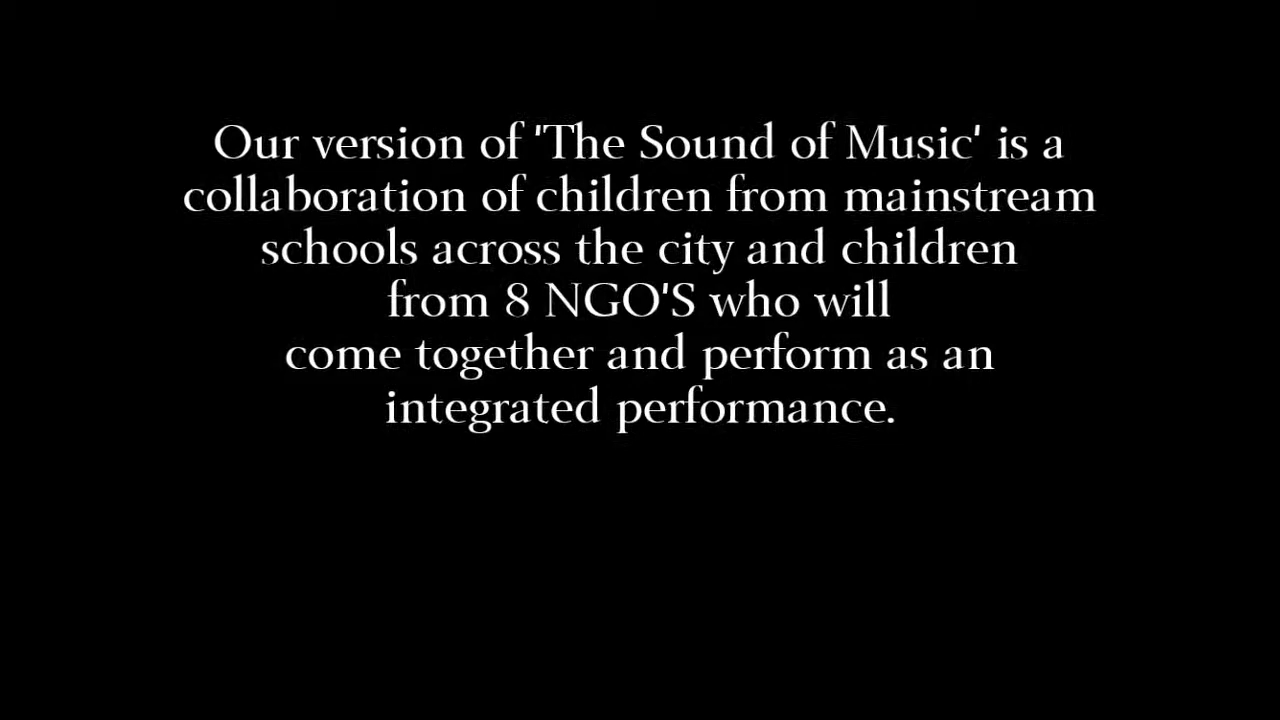 Our version of 'The Sound of Music' is a
collaboration of children from mainstream
schools across the city and children
from 8 NGO'S who will
come together and perform as an
integrated performance.